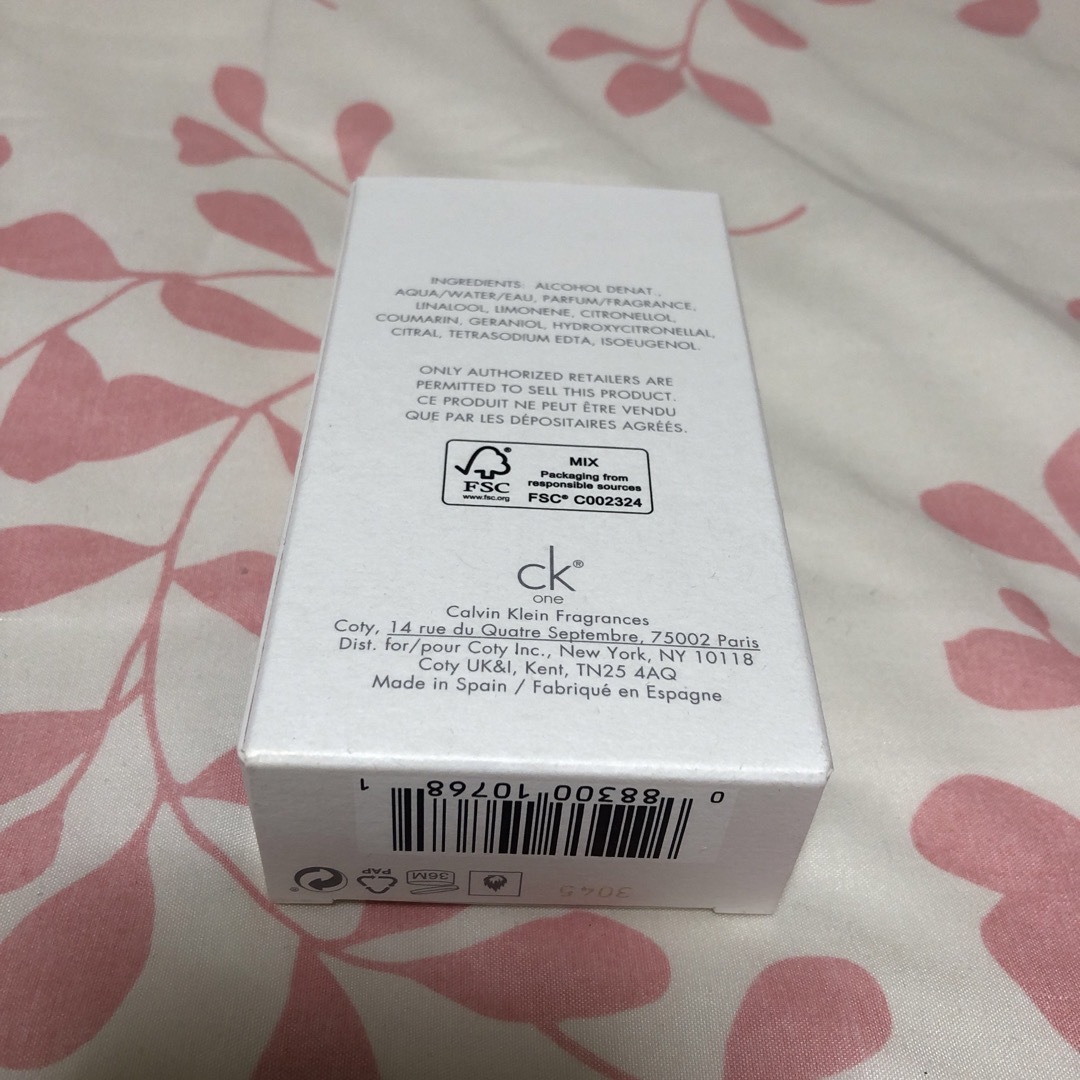 INGREDIENTS: ALCOHOL DENAT.,
AQUA/WATER/EAU, PARFUM/FRAGRANCE,
LINALOOL, LIMONENE, CITRONELLOL,
COUMARIN, GERANIOL, HYDROXYCITRONELLAL,
CITRAL, TETRASODIUM EDTA, ISOEUGENOL.
ONLY AUTHORIZED RETAILERS ARE
PERMITTED TO SELL THIS PRODUCT.
CE PRODUIT NE PEUT ÊTRE VENDU
QUE PAR LES DÉPOSITAIRES AGRÉÉS.
FSC
www.fsc.org
MIX
Packaging from
responsible sources
FSC® C002324
ck®
one
Calvin Klein Fragrances
Coty, 14 rue du Quatre Septembre, 75002 Paris
Dist. for/pour Coty Inc., New York, NY 10118
Coty UK&I, Kent, TN25 4AQ
Made in Spain / Fabriqué en Espagne
0 88300 10768 1
3045
36M
PAP